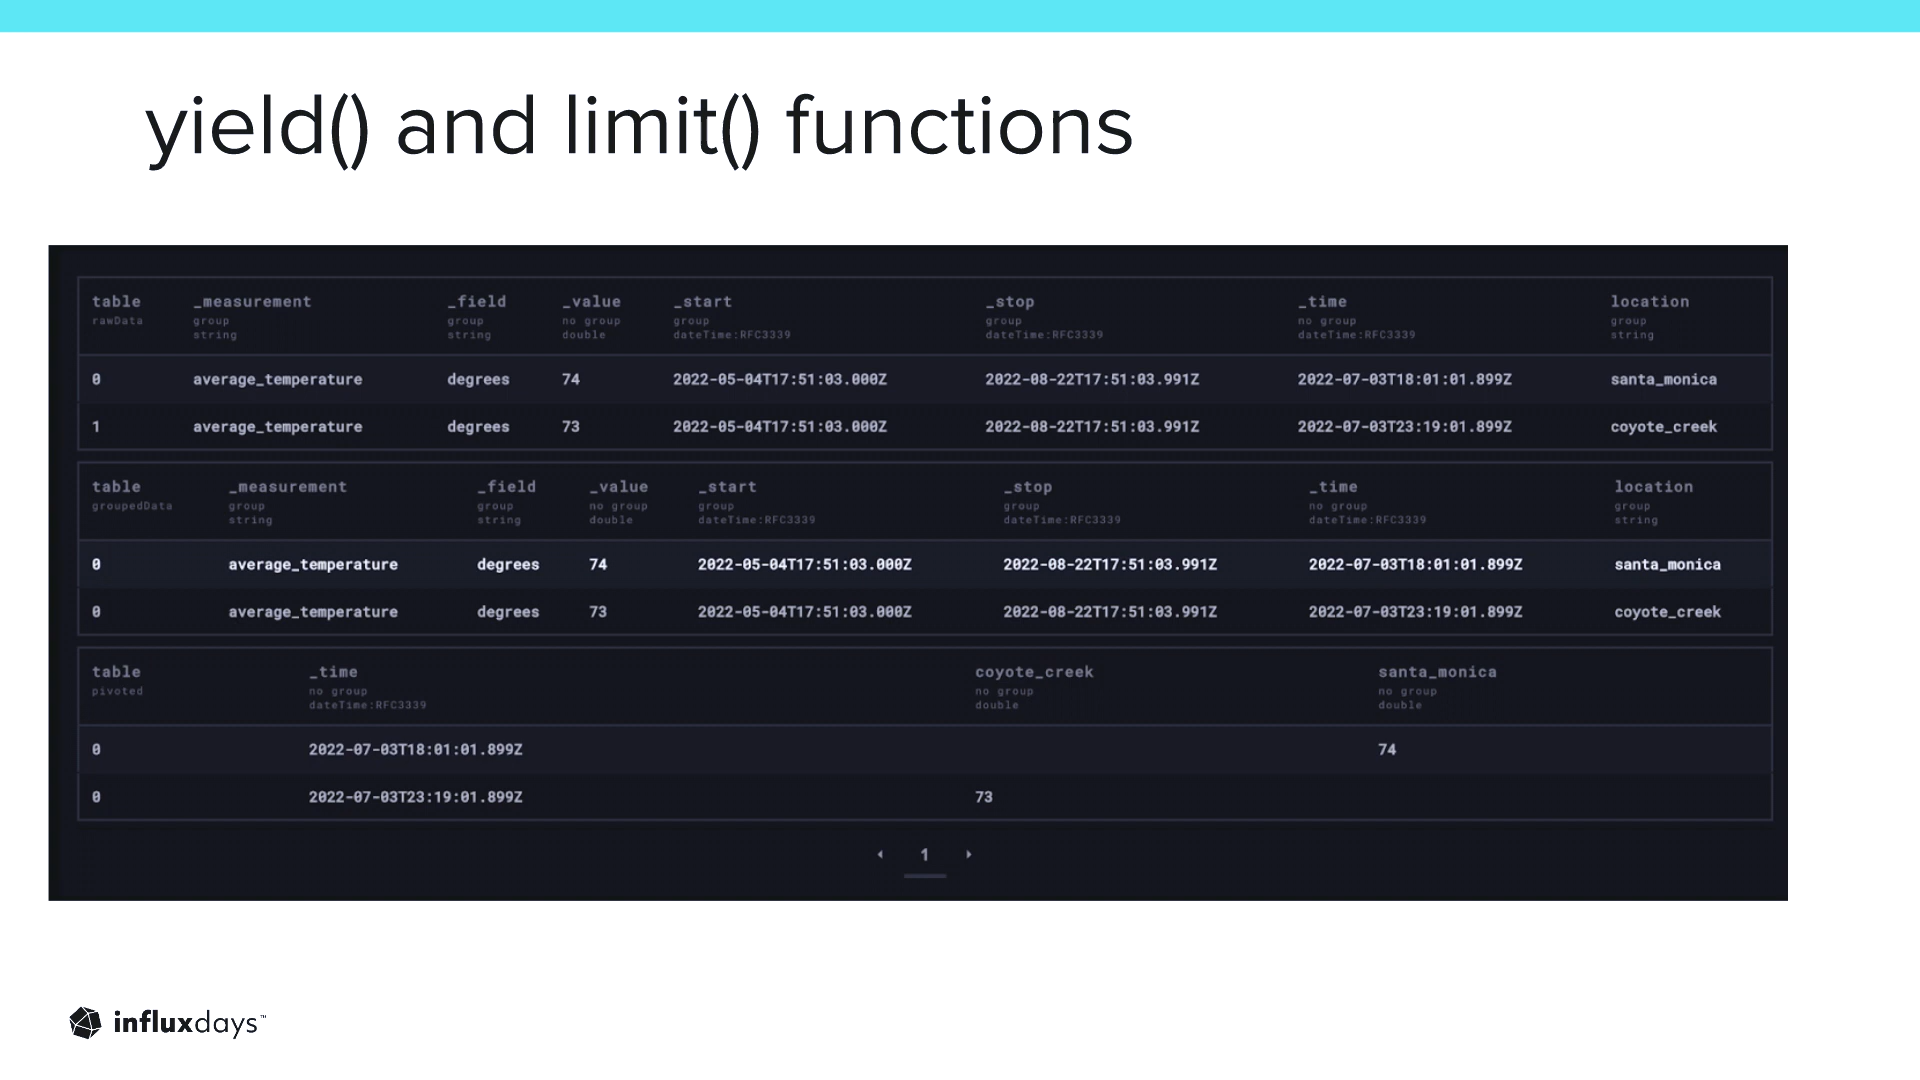 yield() and limit() functions
table _measurement _field _value _start _stop _time location
rawData group group no group group group no group group
string string double dateTime:RFC3339 dateTime:RFC3339 dateTime:RFC3339 string
0 average_temperature degrees 74 2022-05-04T17:51:03.000Z 2022-08-22T17:51:03.991Z 2022-07-03T18:01:01.899Z santa_monica
1 average_temperature degrees 73 2022-05-04T17:51:03.000Z 2022-08-22T17:51:03.991Z 2022-07-03T23:19:01.899Z coyote_creek
table _measurement _field _value _start _stop _time location
groupedData group group no group group group no group group
string string double dateTime:RFC3339 dateTime:RFC3339 dateTime:RFC3339 string
0 average_temperature degrees 74 2022-05-04T17:51:03.000Z 2022-08-22T17:51:03.991Z 2022-07-03T18:01:01.899Z santa_monica
0 average_temperature degrees 73 2022-05-04T17:51:03.000Z 2022-08-22T17:51:03.991Z 2022-07-03T23:19:01.899Z coyote_creek
table _time coyote_creek santa_monica
pivoted no group no group no group
dateTime:RFC3339 double double
0 2022-07-03T18:01:01.899Z 74
0 2022-07-03T23:19:01.899Z 73
1
influxdays™